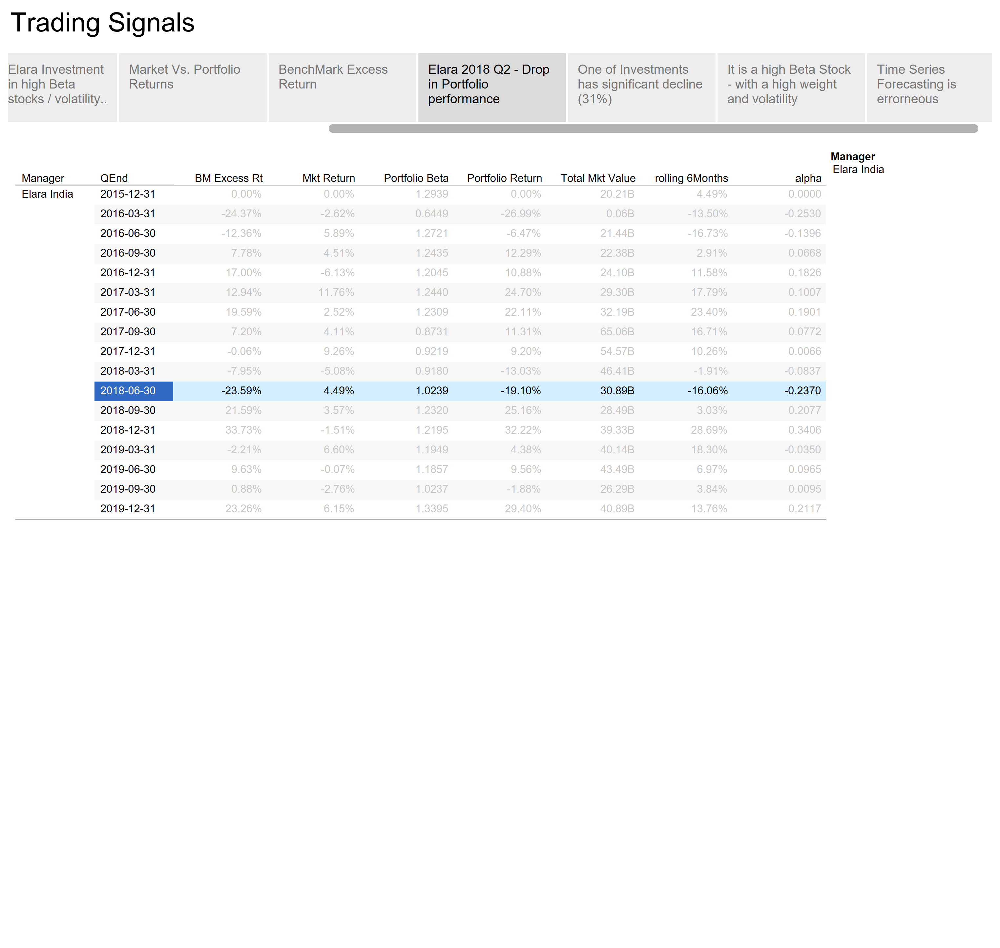 Trading Signals
Elara Investment
in high Beta
stocks / volatility..
Market Vs. Portfolio
Returns
BenchMark Excess
Return
Elara 2018 Q2 - Drop
in Portfolio
performance
One of Investments
has significant decline
(31%)
It is a high Beta Stock
- with a high weight
and volatility
Time Series
Forecasting is
errorneous
Manager
Elara India
Manager QEnd BM Excess Rt Mkt Return Portfolio Beta Portfolio Return Total Mkt Value rolling 6Months alpha
Elara India 2015-12-31 0.00% 0.00% 1.2939 0.00% 20.21B 4.49% 0.0000
2016-03-31 -24.37% -2.62% 0.6449 -26.99% 0.06B -13.50% -0.2530
2016-06-30 -12.36% 5.89% 1.2721 -6.47% 21.44B -16.73% -0.1396
2016-09-30 7.78% 4.51% 1.2435 12.29% 22.38B 2.91% 0.0668
2016-12-31 17.00% -6.13% 1.2045 10.88% 24.10B 11.58% 0.1826
2017-03-31 12.94% 11.76% 1.2440 24.70% 29.30B 17.79% 0.1007
2017-06-30 19.59% 2.52% 1.2309 22.11% 32.19B 23.40% 0.1901
2017-09-30 7.20% 4.11% 0.8731 11.31% 65.06B 16.71% 0.0772
2017-12-31 -0.06% 9.26% 0.9219 9.20% 54.57B 10.26% 0.0066
2018-03-31 -7.95% -5.08% 0.9180 -13.03% 46.41B -1.91% -0.0837
2018-06-30 -23.59% 4.49% 1.0239 -19.10% 30.89B -16.06% -0.2370
2018-09-30 21.59% 3.57% 1.2320 25.16% 28.49B 3.03% 0.2077
2018-12-31 33.73% -1.51% 1.2195 32.22% 39.33B 28.69% 0.3406
2019-03-31 -2.21% 6.60% 1.1949 4.38% 40.14B 18.30% -0.0350
2019-06-30 9.63% -0.07% 1.1857 9.56% 43.49B 6.97% 0.0965
2019-09-30 0.88% -2.76% 1.0237 -1.88% 26.29B 3.84% 0.0095
2019-12-31 23.26% 6.15% 1.3395 29.40% 40.89B 13.76% 0.2117